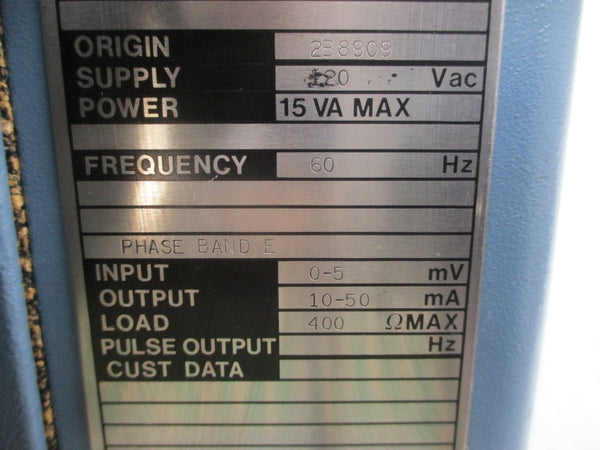 ORIGIN 2B8909
SUPPLY 120 Vac
POWER 15 VA MAX
FREQUENCY 60 Hz
PHASE BAND E
INPUT 0-5 mV
OUTPUT 10-50 mA
LOAD 400 ΩMAX
PULSE OUTPUT Hz
CUST DATA